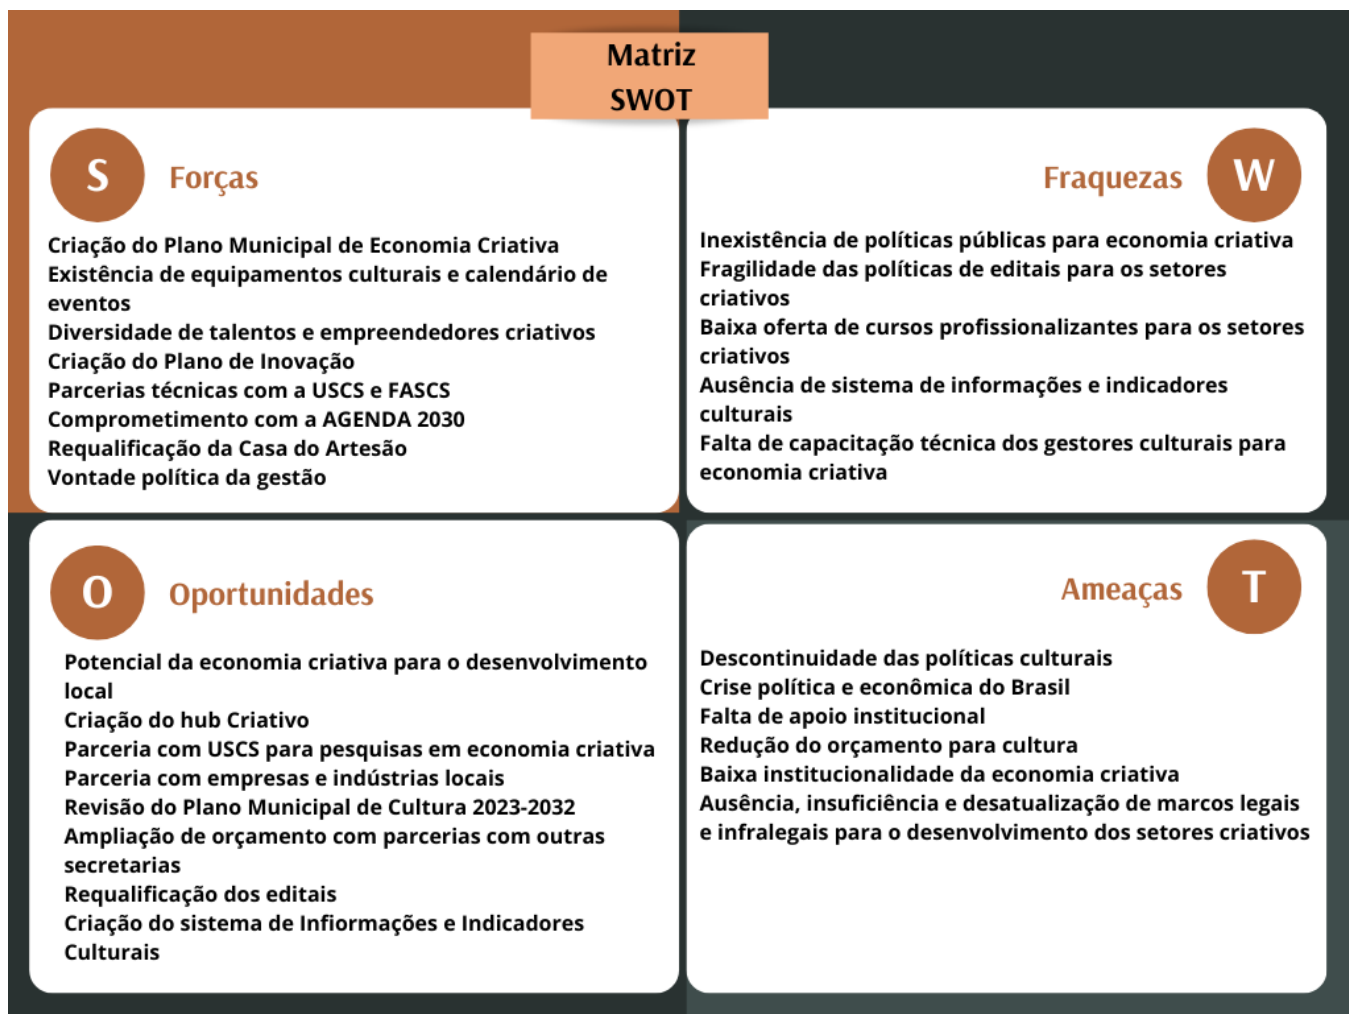 Matriz
SWOT
S
Forças
Criação do Plano Municipal de Economia Criativa
Existência de equipamentos culturais e calendário de
eventos
Diversidade de talentos e empreendedores criativos
Criação do Plano de Inovação
Parcerias técnicas com a USCS e FASCS
Comprometimento com a AGENDA 2030
Requalificação da Casa do Artesão
Vontade política da gestão
Fraquezas
W
Inexistência de políticas públicas para economia criativa
Fragilidade das políticas de editais para os setores
criativos
Baixa oferta de cursos profissionalizantes para os setores
criativos
Ausência de sistema de informações e indicadores
culturais
Falta de capacitação técnica dos gestores culturais para
economia criativa
O
Oportunidades
Potencial da economia criativa para o desenvolvimento
local
Criação do hub Criativo
Parceria com USCS para pesquisas em economia criativa
Parceria com empresas e indústrias locais
Revisão do Plano Municipal de Cultura 2023-2032
Ampliação de orçamento com parcerias com outras
secretarias
Requalificação dos editais
Criação do sistema de Infiormações e Indicadores
Culturais
Ameaças
T
Descontinuidade das políticas culturais
Crise política e econômica do Brasil
Falta de apoio institucional
Redução do orçamento para cultura
Baixa institucionalidade da economia criativa
Ausência, insuficiência e desatualização de marcos legais
e infralegais para o desenvolvimento dos setores criativos